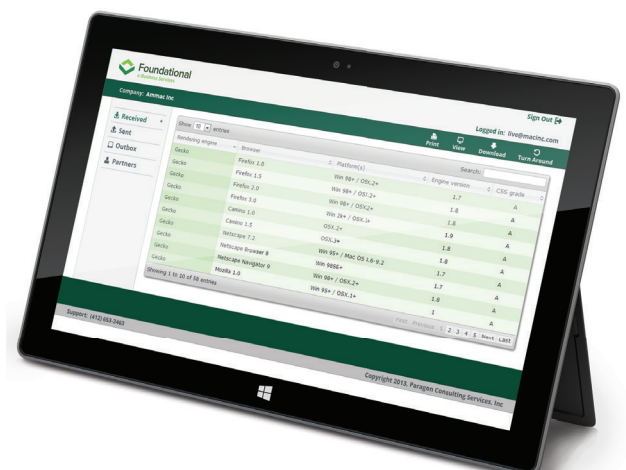 Foundational
e-Business Services
Sign Out
Company: Ammac Inc
Logged in: live@macinc.com
Received
Sent
Outbox
Partners
Print View Download Turn Around
Show 10 entries
Search:
Rendering engine Browser Platform(s) Engine version CSS grade
Gecko Firefox 1.0 Win 98+ / OSX.2+ 1.7 A
Gecko Firefox 1.5 Win 98+ / OSX.2+ 1.8 A
Gecko Firefox 2.0 Win 98+ / OSX.2+ 1.8 A
Gecko Firefox 3.0 Win 2k+ / OSX.3+ 1.9 A
Gecko Camino 1.0 OSX.2+ 1.8 A
Gecko Camino 1.5 OSX.3+ 1.8 A
Gecko Netscape 7.2 Win 95+ / Mac OS 8.6-9.2 1.7 A
Gecko Netscape Browser 8 Win 98SE+ 1.7 A
Gecko Netscape Navigator 9 Win 98+ / OSX.2+ 1.8 A
Gecko Mozilla 1.0 Win 95+ / OSX.1+ 1 A
Showing 1 to 10 of 58 entries
First Previous 1 2 3 4 5 Next Last
Support: (412) 653-2463
Copyright 2013, Paragon Consulting Services, Inc